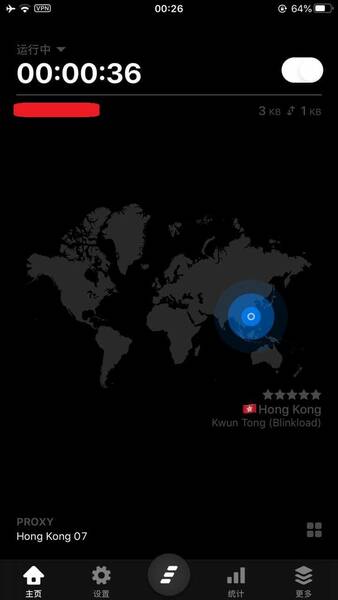 VPN 00:26 64%
运行中
00:00:36
3 KB 1 KB
Hong Kong
Kwun Tong (Blinkload)
PROXY
Hong Kong 07
主页 设置 统计 更多